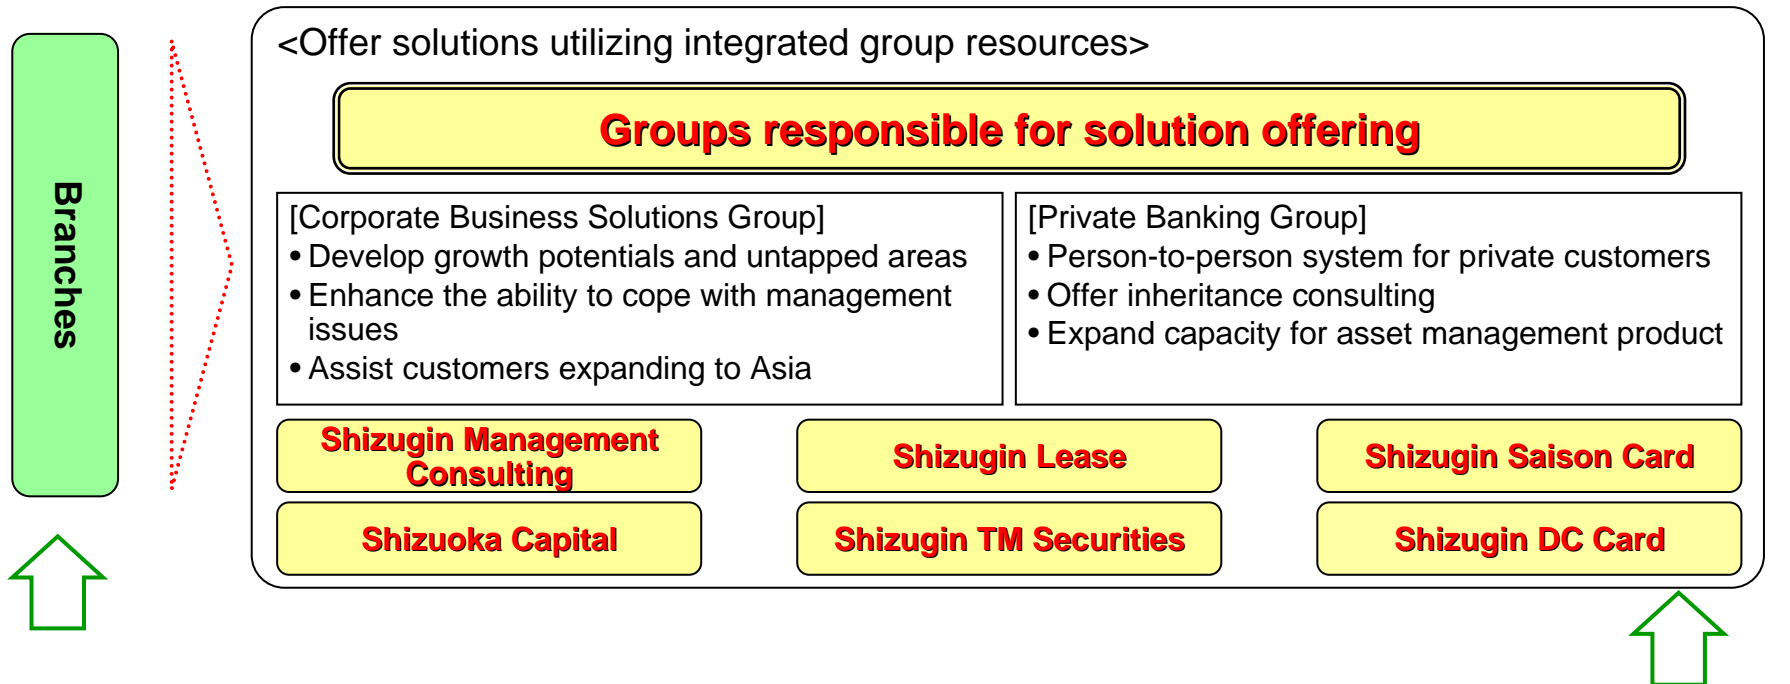 Branches
<Offer solutions utilizing integrated group resources>
Groups responsible for solution offering
[Corporate Business Solutions Group]
• Develop growth potentials and untapped areas
• Enhance the ability to cope with management
issues
• Assist customers expanding to Asia
[Private Banking Group]
• Person-to-person system for private customers
• Offer inheritance consulting
• Expand capacity for asset management product
Shizugin Management
Consulting
Shizugin Lease
Shizugin Saison Card
Shizuoka Capital
Shizugin TM Securities
Shizugin DC Card